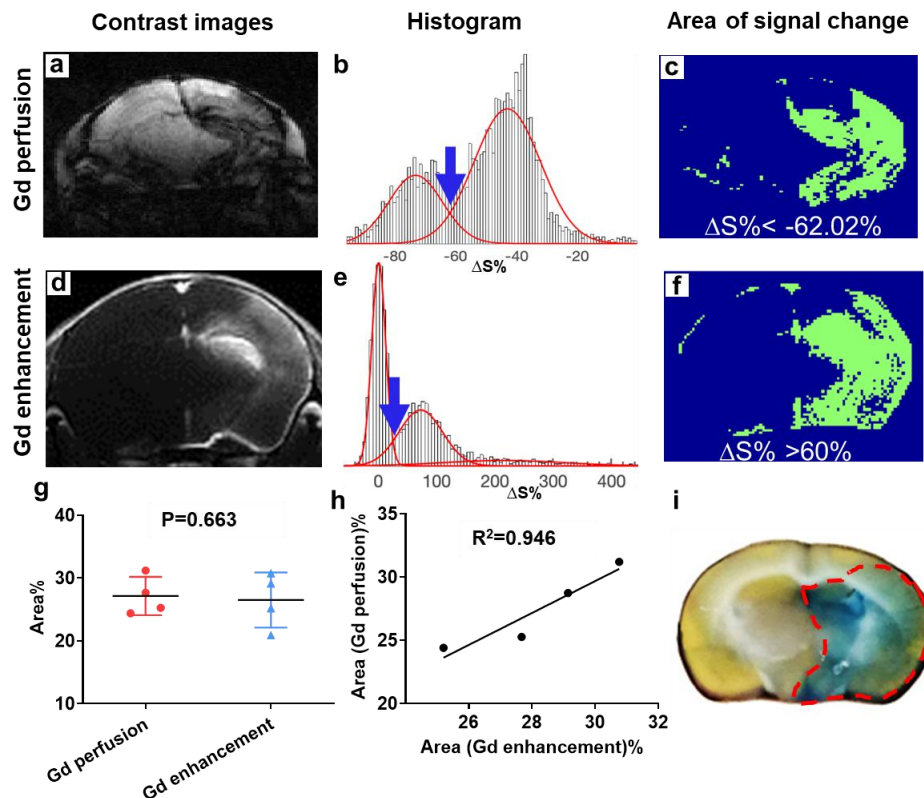 Contrast images
Histogram
Area of signal change
Gd perfusion
a
b
-80 -60 -40 -20
ΔS%
c
ΔS%< -62.02%
Gd enhancement
d
e
0 100 200 300 400
ΔS%
f
ΔS% >60%
g
P=0.663
Area%
40
30
20
10
Gd perfusion
Gd enhancement
h
R²=0.946
Area (Gd perfusion)%
35
30
25
20
26 28 30 32
Area (Gd enhancement)%
i